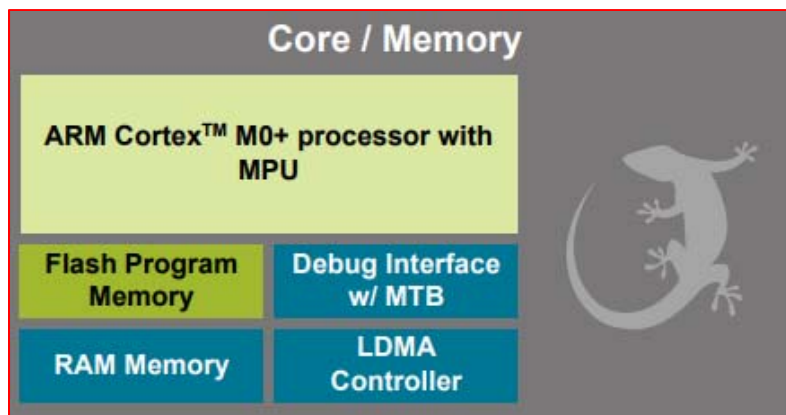 Core / Memory
ARM Cortex™ M0+ processor with
MPU
Flash Program
Memory
Debug Interface
w/ MTB
RAM Memory
LDMA
Controller